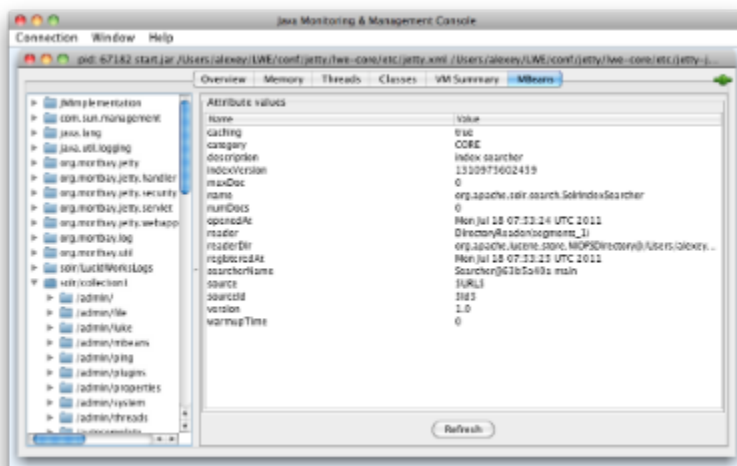 Java Monitoring & Management Console
Connection Window Help
pid: 67182 start.jar /Users/alexey/LWE/conf/jetty/lwe-core/etc/jetty.xml /Users/alexey/LWE/conf/jetty/lwe-core/etc/jetty-j...
Overview Memory Threads Classes VM Summary MBeans
JMImplementation
com.sun.management
java.lang
java.util.logging
org.mortbay.jetty
org.mortbay.jetty.handler
org.mortbay.jetty.security
org.mortbay.jetty.servlet
org.mortbay.jetty.webapp
org.mortbay.log
org.mortbay.util
solr/LucidWorksLogs
solr/collection1
/admin/
/admin/file
/admin/luke
/admin/mbeans
/admin/ping
/admin/plugins
/admin/properties
/admin/system
/admin/threads
Attribute values
Name Value
caching true
category CORE
description index searcher
indexVersion 1310975602439
maxDoc 0
name org.apache.solr.search.SolrIndexSearcher
numDocs 0
openedAt Mon Jul 18 07:53:24 UTC 2011
reader DirectoryReader(segments_1)
readerDir org.apache.lucene.store.NIOFSDirectory@/Users/alexey...
registeredAt Mon Jul 18 07:53:25 UTC 2011
searcherName main
source $URL$
sourceId $Id$
version 1.0
warmupTime 0
Refresh